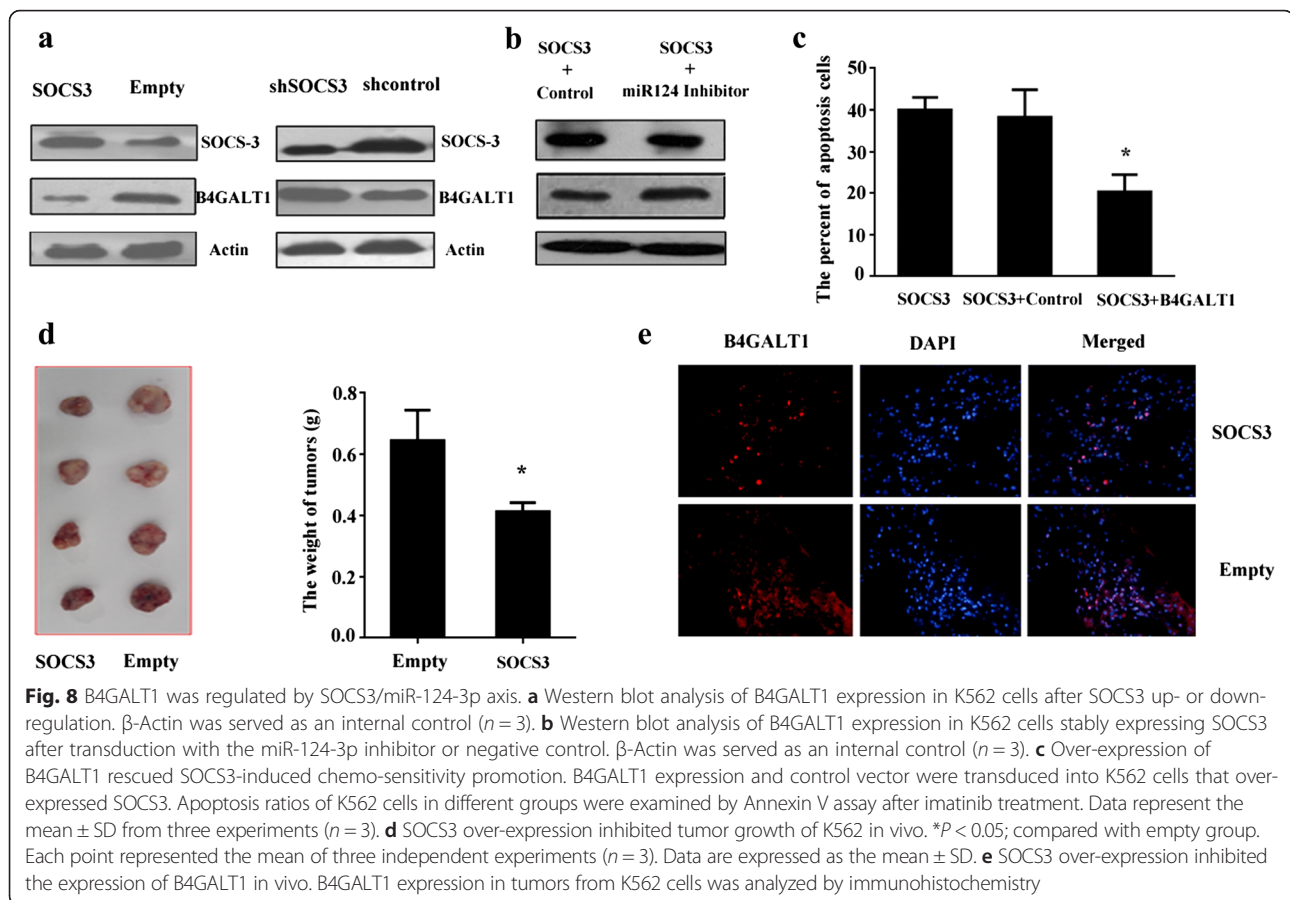 a
SOCS3 Empty
SOCS-3
B4GALT1
Actin
shSOCS3 shcontrol
SOCS-3
B4GALT1
Actin
b
SOCS3 SOCS3
+ +
Control miR124 Inhibitor
c
The percent of apoptosis cells
50
40
30
20
10
0
*
SOCS3 SOCS3+Control SOCS3+B4GALT1
d
SOCS3 Empty
The weight of tumors (g)
0.8
0.6
0.4
0.2
0.0
*
Empty SOCS3
e
B4GALT1 DAPI Merged
SOCS3
Empty
Fig. 8 B4GALT1 was regulated by SOCS3/miR-124-3p axis. a Western blot analysis of B4GALT1 expression in K562 cells after SOCS3 up- or down-
regulation. β-Actin was served as an internal control (n = 3). b Western blot analysis of B4GALT1 expression in K562 cells stably expressing SOCS3
after transduction with the miR-124-3p inhibitor or negative control. β-Actin was served as an internal control (n = 3). c Over-expression of
B4GALT1 rescued SOCS3-induced chemo-sensitivity promotion. B4GALT1 expression and control vector were transduced into K562 cells that over-
expressed SOCS3. Apoptosis ratios of K562 cells in different groups were examined by Annexin V assay after imatinib treatment. Data represent the
mean ± SD from three experiments (n = 3). d SOCS3 over-expression inhibited tumor growth of K562 in vivo. *P < 0.05; compared with empty group.
Each point represented the mean of three independent experiments (n = 3). Data are expressed as the mean ± SD. e SOCS3 over-expression inhibited
the expression of B4GALT1 in vivo. B4GALT1 expression in tumors from K562 cells was analyzed by immunohistochemistry